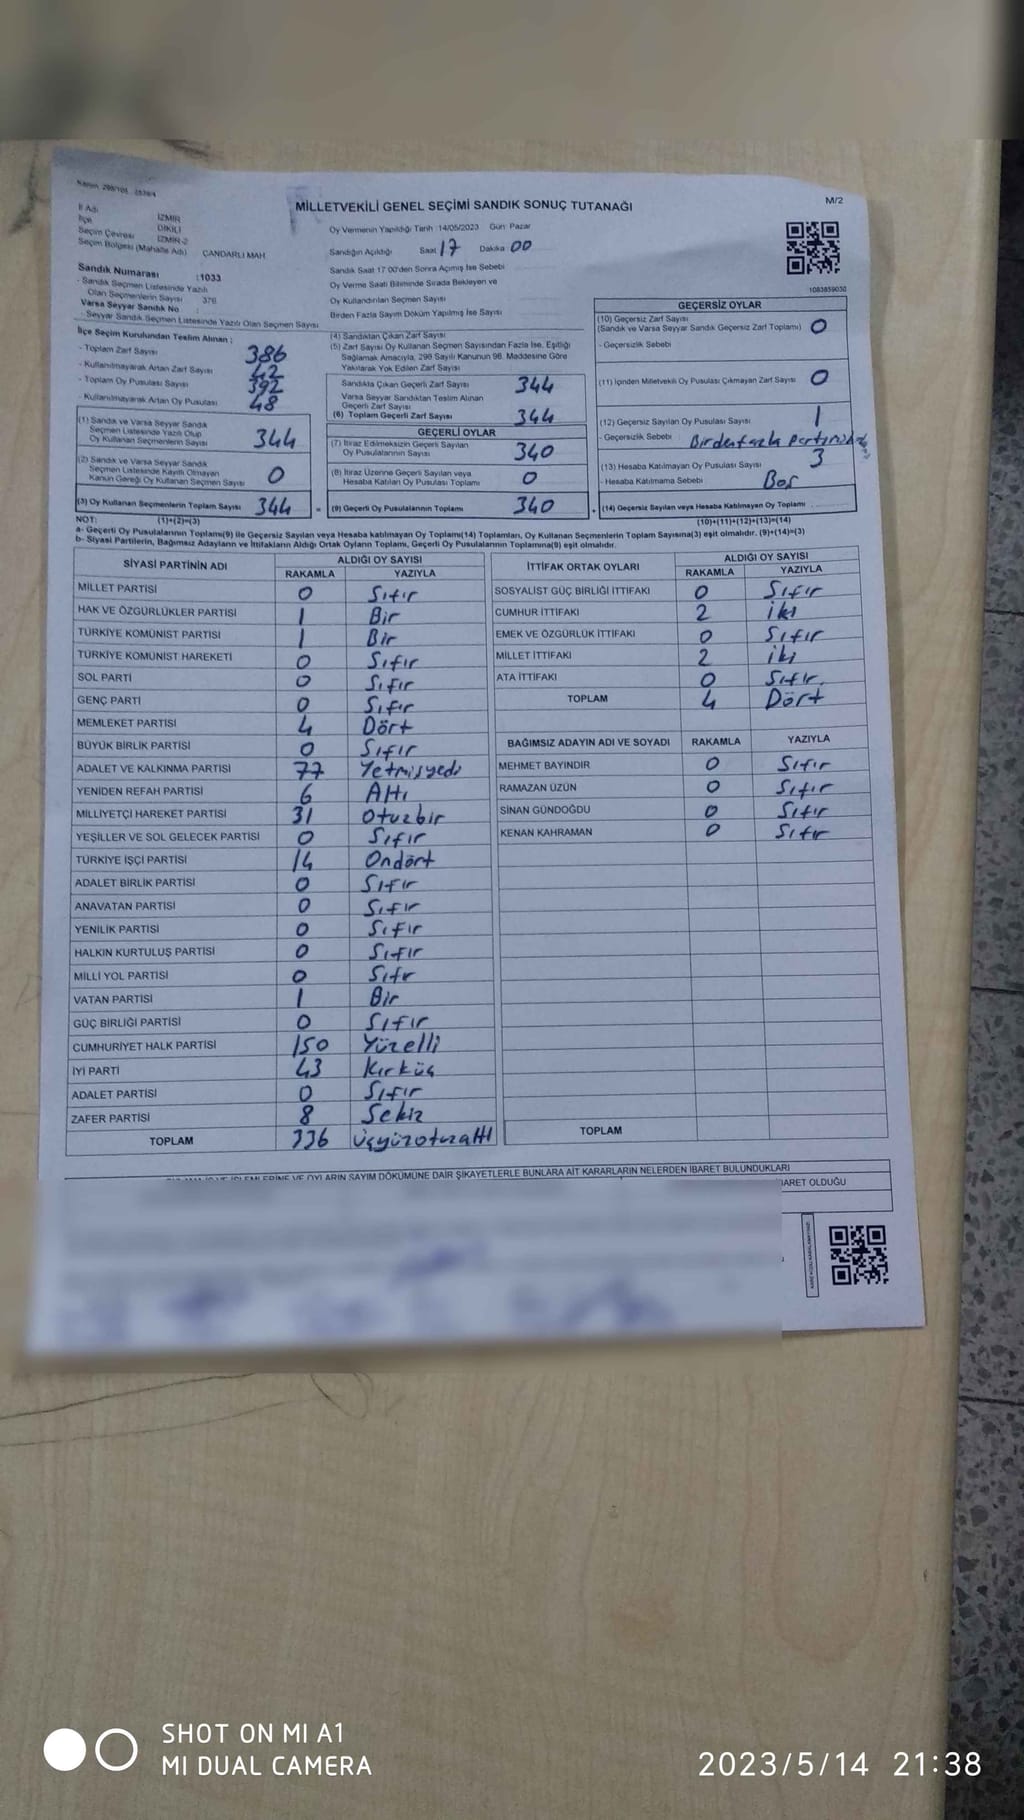 MİLLETVEKİLİ GENEL SEÇİMİ SANDIK SONUÇ TUTANAĞI
M/2
İl Adı İZMİR
İlçe DİKİLİ
Seçim Çevresi İZMİR-2
Seçim Bölgesi (Mahalle Adı) ÇANDARLI MAH.
Sandık Numarası :1033
- Sandık Seçmen Listesinde Yazılı
Olan Seçmenlerin Sayısı 376
Varsa Seyyar Sandık No :
- Seyyar Sandık Seçmen Listesinde Yazılı Olan Seçmen Sayısı
Oy Vermenin Yapıldığı Tarih 14/05/2023 Gün: Pazar
Sandığın Açıldığı Saat 17 Dakika 00
Sandık Saat 17:00'den Sonra Açılmış İse Sebebi
Oy Verme Saati Bitiminde Sırada Bekleyen ve
Oy Kullandırılan Seçmen Sayısı
Birden Fazla Sayım Döküm Yapılmış İse Sayısı
1083859030
İlçe Seçim Kurulundan Teslim Alınan :
- Toplam Zarf Sayısı 386
- Kullanılmayarak Artan Zarf Sayısı 42
- Toplam Oy Pusulası Sayısı 392
- Kullanılmayarak Artan Oy Pusulası 48
(1) Sandık ve Varsa Seyyar Sandık
Seçmen Listesinde Yazılı Olup
Oy Kullanan Seçmenlerin Sayısı 344
(2) Sandık ve Varsa Seyyar Sandık
Seçmen Listesinde Kayıtlı Olmayan
Kanun Gereği Oy Kullanan Seçmen Sayısı 0
(3) Oy Kullanan Seçmenlerin Toplam Sayısı 344
(4) Sandıktan Çıkan Zarf Sayısı
(5) Zarf Sayısı Oy Kullanan Seçmen Sayısından Fazla İse, Eşitliği
Sağlamak Amacıyla, 298 Sayılı Kanunun 98. Maddesine Göre
Yakılarak Yok Edilen Zarf Sayısı
Sandıkta Çıkan Geçerli Zarf Sayısı 344
Varsa Seyyar Sandıktan Teslim Alınan
Geçerli Zarf Sayısı
(6) Toplam Geçerli Zarf Sayısı 344
GEÇERLİ OYLAR
(7) İtiraz Edilmeksizin Geçerli Sayılan
Oy Pusulalarının Sayısı 340
(8) İtiraz Üzerine Geçerli Sayılan veya
Hesaba Katılan Oy Pusulası Toplamı 0
= (9) Geçerli Oy Pusulalarının Toplamı 340
GEÇERSİZ OYLAR
(10) Geçersiz Zarf Sayısı
(Sandık ve Varsa Seyyar Sandık Geçersiz Zarf Toplamı) 0
- Geçersizlik Sebebi
(11) İçinden Milletvekili Oy Pusulası Çıkmayan Zarf Sayısı 0
(12) Geçersiz Sayılan Oy Pusulası Sayısı 1
- Geçersizlik Sebebi Birden fazla
(13) Hesaba Katılmayan Oy Pusulası Sayısı 3
- Hesaba Katılmama Sebebi Boş
+ (14) Geçersiz Sayılan veya Hesaba Katılmayan Oy Toplamı
NOT: (1)+(2)=(3) (10)+(11)+(12)+(13)=(14)
a- Geçerli Oy Pusulalarının Toplamı(9) ile Geçersiz Sayılan veya Hesaba katılmayan Oy Toplamı(14) Toplamları, Oy Kullanan Seçmenlerin Toplam Sayısına(3) eşit olmalıdır. (9)+(14)=(3)
b- Siyasi Partilerin, Bağımsız Adayların ve İttifakların Aldığı Ortak Oyların Toplamı, Geçerli Oy Pusulalarının Toplamına(9) eşit olmalıdır.
SİYASİ PARTİNİN ADI ALDIĞI OY SAYISI
RAKAMLA YAZIYLA
MİLLET PARTİSİ 0 Sıfır
HAK VE ÖZGÜRLÜKLER PARTİSİ 1 Bir
TÜRKİYE KOMÜNİST PARTİSİ 1 Bir
TÜRKİYE KOMÜNİST HAREKETİ 0 Sıfır
SOL PARTİ 0 Sıfır
GENÇ PARTİ 0 Sıfır
MEMLEKET PARTİSİ 4 Dört
BÜYÜK BİRLİK PARTİSİ 0 Sıfır
ADALET VE KALKINMA PARTİSİ 77 Yetmişyedi
YENİDEN REFAH PARTİSİ 6 Altı
MİLLİYETÇİ HAREKET PARTİSİ 31 Otuzbir
YEŞİLLER VE SOL GELECEK PARTİSİ 0 Sıfır
TÜRKİYE İŞÇİ PARTİSİ 14 Ondört
ADALET BİRLİK PARTİSİ 0 Sıfır
ANAVATAN PARTİSİ 0 Sıfır
YENİLİK PARTİSİ 0 Sıfır
HALKIN KURTULUŞ PARTİSİ 0 Sıfır
MİLLİ YOL PARTİSİ 0 Sıfır
VATAN PARTİSİ 1 Bir
GÜÇ BİRLİĞİ PARTİSİ 0 Sıfır
CUMHURİYET HALK PARTİSİ 150 Yüzelli
İYİ PARTİ 43 Kırküç
ADALET PARTİSİ 0 Sıfır
ZAFER PARTİSİ 8 Sekiz
TOPLAM 336 Üçyüzotuzaltı
İTTİFAK ORTAK OYLARI ALDIĞI OY SAYISI
RAKAMLA YAZIYLA
SOSYALİST GÜÇ BİRLİĞİ İTTİFAKI 0 Sıfır
CUMHUR İTTİFAKI 2 İki
EMEK VE ÖZGÜRLÜK İTTİFAKI 0 Sıfır
MİLLET İTTİFAKI 2 İki
ATA İTTİFAKI 0 Sıfır
TOPLAM 4 Dört
BAĞIMSIZ ADAYIN ADI VE SOYADI RAKAMLA YAZIYLA
MEHMET BAYINDIR 0 Sıfır
RAMAZAN UZUN 0 Sıfır
SİNAN GÜNDOĞDU 0 Sıfır
KENAN KAHRAMAN 0 Sıfır
TOPLAM
OYLARIN SAYIM DÖKÜMÜNE DAİR ŞİKAYETLERLE BUNLARA AİT KARARLARIN NELERDEN İBARET BULUNDUKLARI
OLDUĞU
SHOT ON MI A1
MI DUAL CAMERA
2023/5/14 21:38